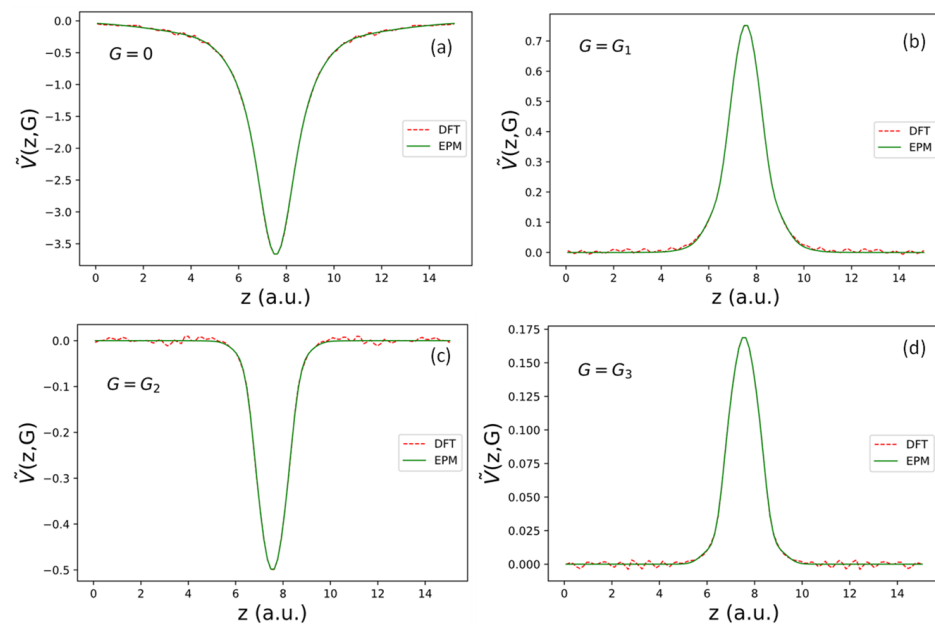 0.0
−0.5
−1.0
−1.5
−2.0
−2.5
−3.0
−3.5
Ṽ(z,G)
G = 0
(a)
DFT
EPM
0 2 4 6 8 10 12 14
z (a.u.)
0.7
0.6
0.5
0.4
0.3
0.2
0.1
0.0
Ṽ(z,G)
G = G₁
(b)
DFT
EPM
0 2 4 6 8 10 12 14
z (a.u.)
0.0
−0.1
−0.2
−0.3
−0.4
−0.5
Ṽ(z,G)
G = G₂
(c)
DFT
EPM
0 2 4 6 8 10 12 14
z (a.u.)
0.175
0.150
0.125
0.100
0.075
0.050
0.025
0.000
Ṽ(z,G)
G = G₃
(d)
DFT
EPM
0 2 4 6 8 10 12 14
z (a.u.)